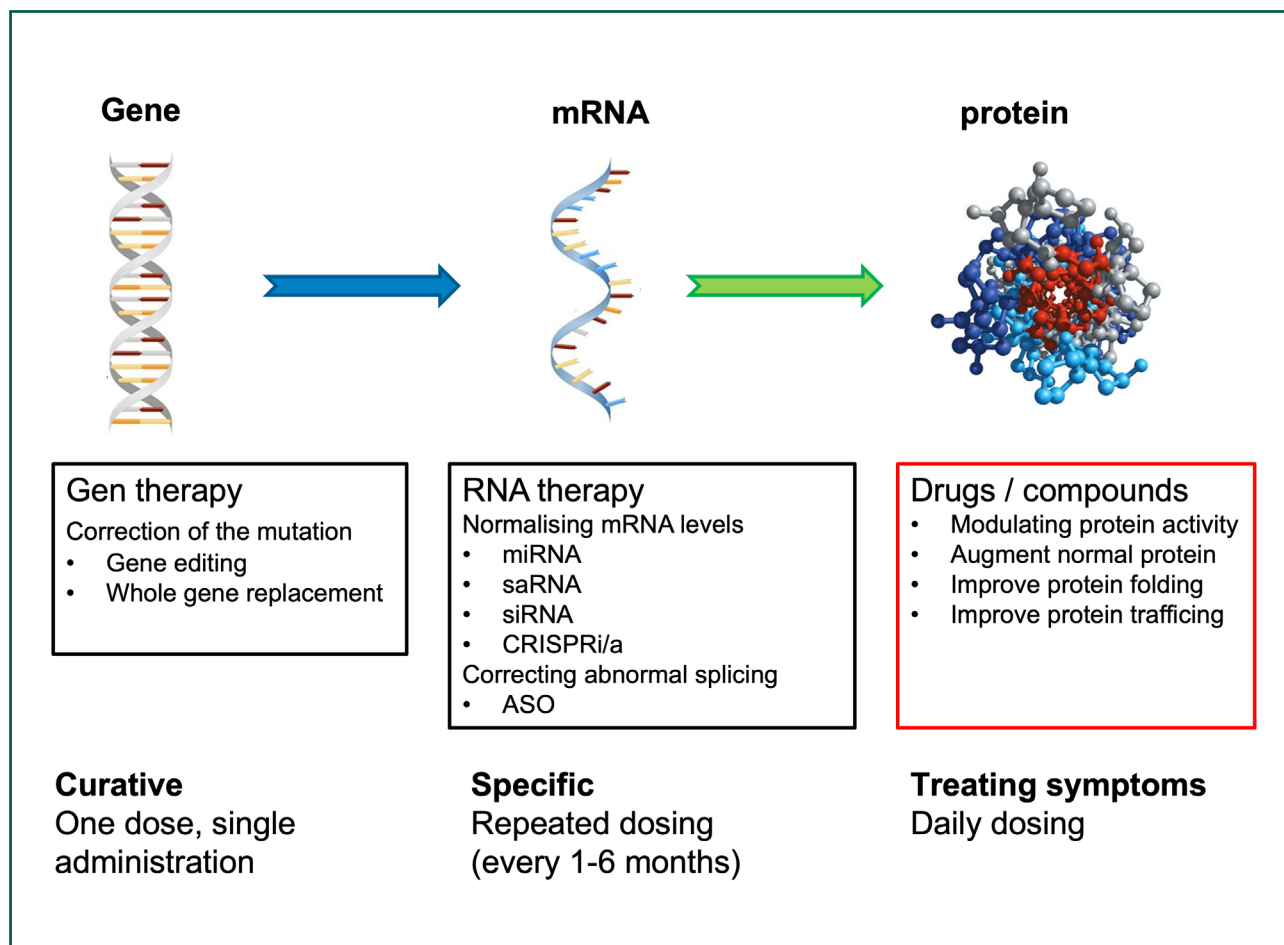 Gene
mRNA
protein
Gen therapy
Correction of the mutation
• Gene editing
• Whole gene replacement
RNA therapy
Normalising mRNA levels
• miRNA
• saRNA
• siRNA
• CRISPRi/a
Correcting abnormal splicing
• ASO
Drugs / compounds
• Modulating protein activity
• Augment normal protein
• Improve protein folding
• Improve protein trafficing
Curative
One dose, single
administration
Specific
Repeated dosing
(every 1-6 months)
Treating symptoms
Daily dosing